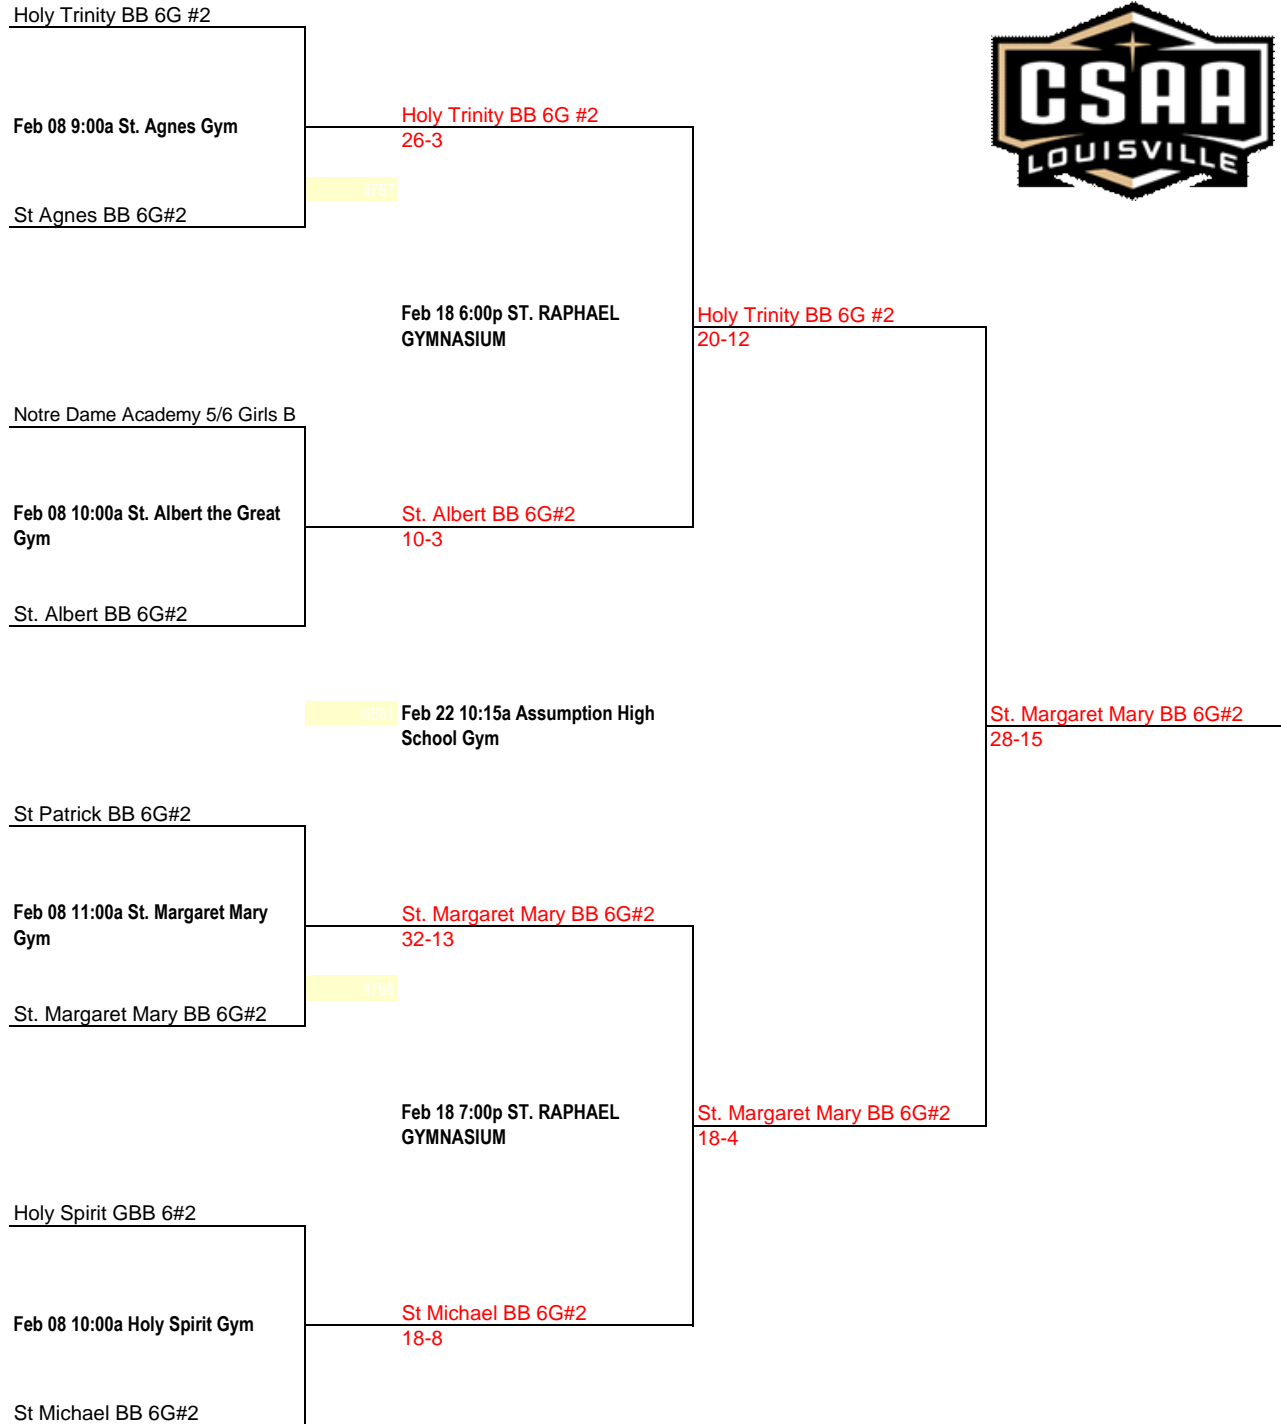 Holy Trinity BB 6G #2
CSAA
LOUISVILLE
Holy Trinity BB 6G #2
Feb 08 9:00a St. Agnes Gym
26-3
4757
St Agnes BB 6G#2
Feb 18 6:00p ST. RAPHAEL
GYMNASIUM
Holy Trinity BB 6G #2
20-12
Notre Dame Academy 5/6 Girls B
Feb 08 10:00a St. Albert the Great
Gym
St. Albert BB 6G#2
10-3
St. Albert BB 6G#2
Feb 22 10:15a Assumption High
School Gym
St. Margaret Mary BB 6G#2
28-15
St Patrick BB 6G#2
Feb 08 11:00a St. Margaret Mary
Gym
St. Margaret Mary BB 6G#2
32-13
4758
St. Margaret Mary BB 6G#2
Feb 18 7:00p ST. RAPHAEL
GYMNASIUM
St. Margaret Mary BB 6G#2
18-4
Holy Spirit GBB 6#2
Feb 08 10:00a Holy Spirit Gym
St Michael BB 6G#2
18-8
St Michael BB 6G#2